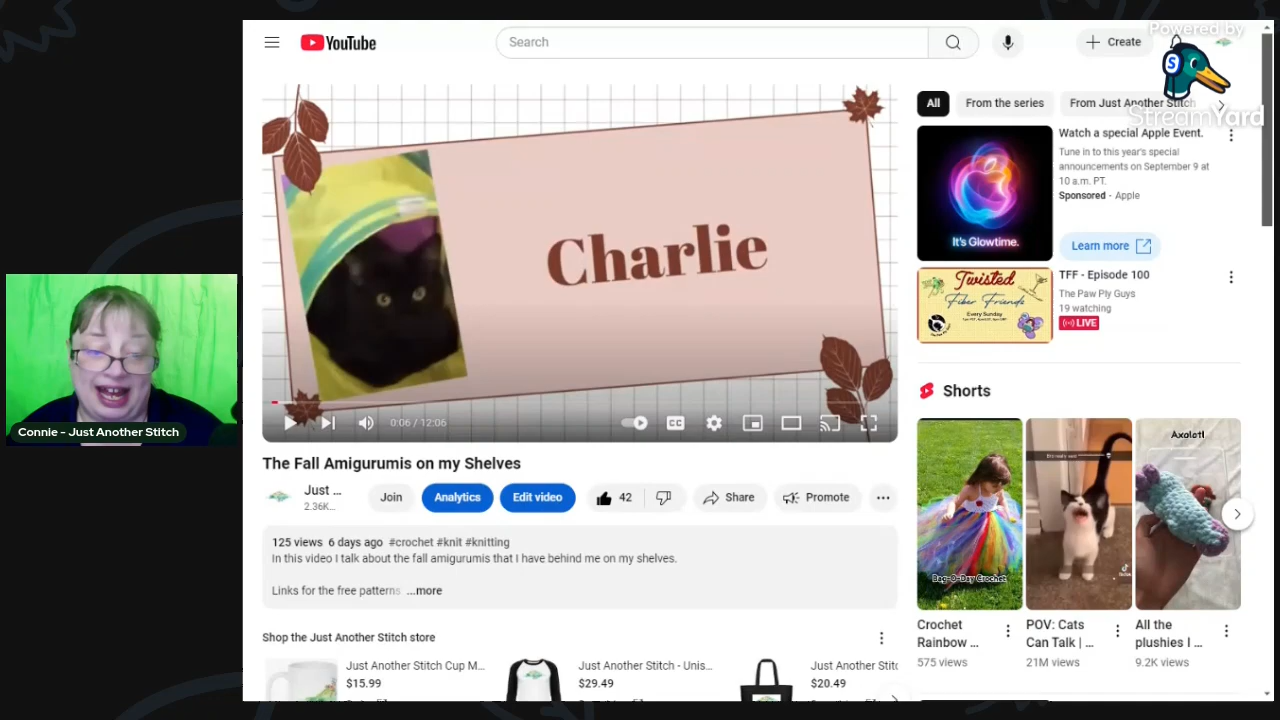 YouTube
Search
Create
Powered by
StreamYard
Charlie
0:06 / 12:06
The Fall Amigurumis on my Shelves
Just ...
2.36K...
Join
Analytics
Edit video
42
Share
Promote
125 views 6 days ago #crochet #knit #knitting
In this video I talk about the fall amigurumis that I have behind me on my shelves.
Links for the free patterns ...more
Shop the Just Another Stitch store
Just Another Stitch Cup M...
$15.99
Just Another Stitch - Unis...
$29.49
Just Another Stitc
$20.49
All
From the series
From Just Another Stitch
It's Glowtime.
Watch a special Apple Event.
Tune in to this year's special
announcements on September 9 at
10 a.m. PT.
Sponsored · Apple
Learn more
Twisted
Fiber Friends
Every Sunday
TFF - Episode 100
The Paw Ply Guys
19 watching
LIVE
Shorts
Bag-O-Day Crochet
Crochet
Rainbow ...
575 views
TikTok
POV: Cats
Can Talk | ...
21M views
Axolotl
All the
plushies I ...
9.2K views
Connie - Just Another Stitch